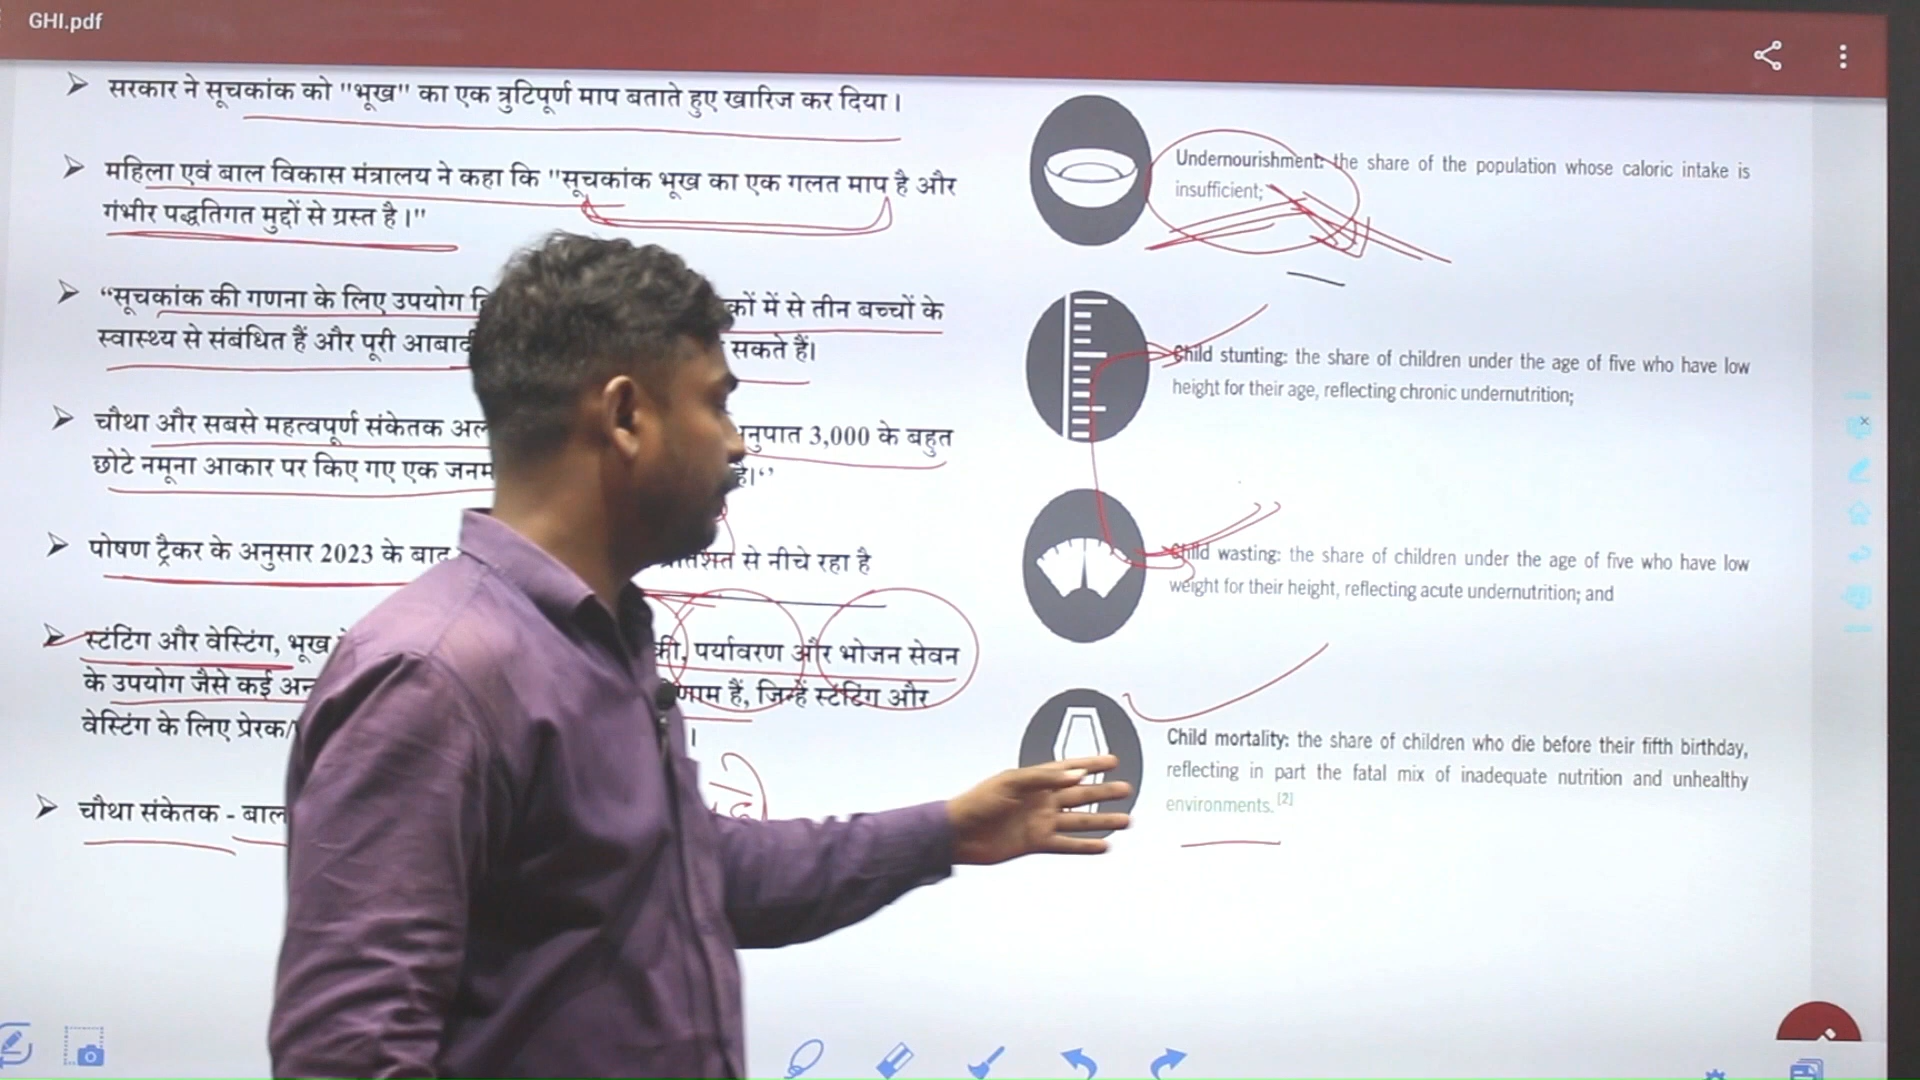 GHI.pdf
सरकार ने सूचकांक को "भूख" का एक त्रुटिपूर्ण माप बताते हुए खारिज कर दिया ।
महिला एवं बाल विकास मंत्रालय ने कहा कि "सूचकांक भूख का एक गलत माप है और
गंभीर पद्धतिगत मुद्दों से ग्रस्त है ।"
“सूचकांक की गणना के लिए उपयोग में से तीन बच्चों के
स्वास्थ्य से संबंधित हैं और पूरी सकते हैं।
चौथा और सबसे महत्वपूर्ण संकेतक 3,000 के बहुत
छोटे नमूना आकार पर किए गए एक है।‘’
पोषण ट्रैकर के अनुसार 2023 के बाद से नीचे रहा है
स्टंटिंग और वेस्टिंग, भूख पर्यावरण और भोजन सेवन
के उपयोग जैसे कई हैं, जिन्हें स्टंटिंग और
वेस्टिंग के लिए ।
चौथा संकेतक - बाल
Undernourishment: the share of the population whose caloric intake is
insufficient;
Child stunting: the share of children under the age of five who have low
height for their age, reflecting chronic undernutrition;
Child wasting: the share of children under the age of five who have low
weight for their height, reflecting acute undernutrition; and
Child mortality: the share of children who die before their fifth birthday,
reflecting in part the fatal mix of inadequate nutrition and unhealthy
environments. [2]